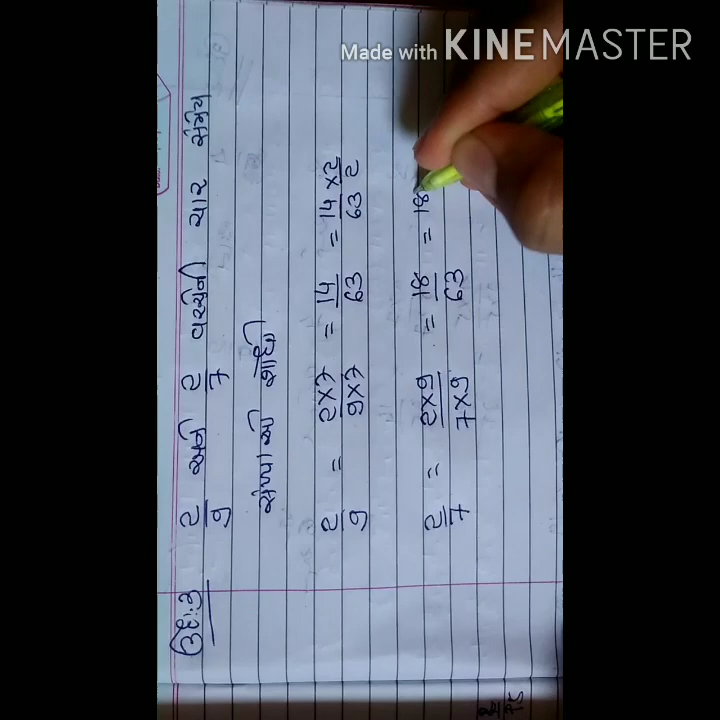 Made with KINEMASTER
ઉદા:૩ 2/9 અને 2/7 વચ્ચેની ચાર સંમેય
સંખ્યાઓ શોધો
2/9 = 2×7/9×7 = 14/63 = 14×2/63 2
2/7 = 2×9/7×9 = 18/63 = 18